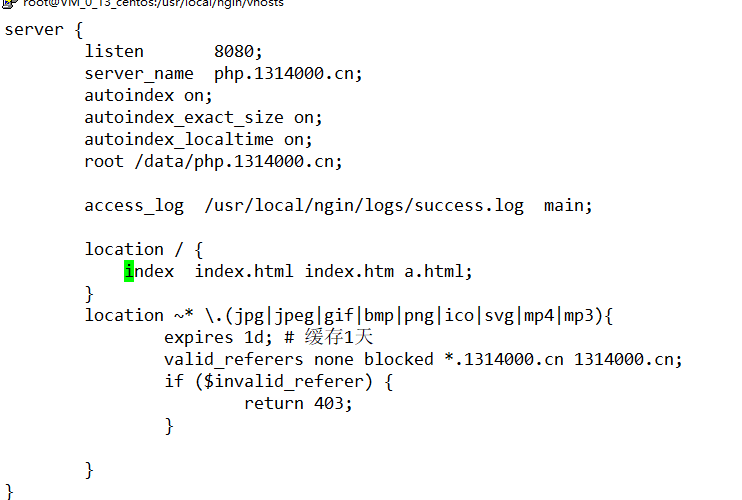 root@VM_0_13_centos:/usr/local/ngin/vhosts
server {
        listen       8080;
        server_name  php.1314000.cn;
        autoindex on;
        autoindex_exact_size on;
        autoindex_localtime on;
        root /data/php.1314000.cn;
        access_log  /usr/local/ngin/logs/success.log  main;
        location / {
            index  index.html index.htm a.html;
        }
        location ~* \.(jpg|jpeg|gif|bmp|png|ico|svg|mp4|mp3){
                expires 1d; # 缓存1天
                valid_referers none blocked *.1314000.cn 1314000.cn;
                if ($invalid_referer) {
                        return 403;
                }
        }
}